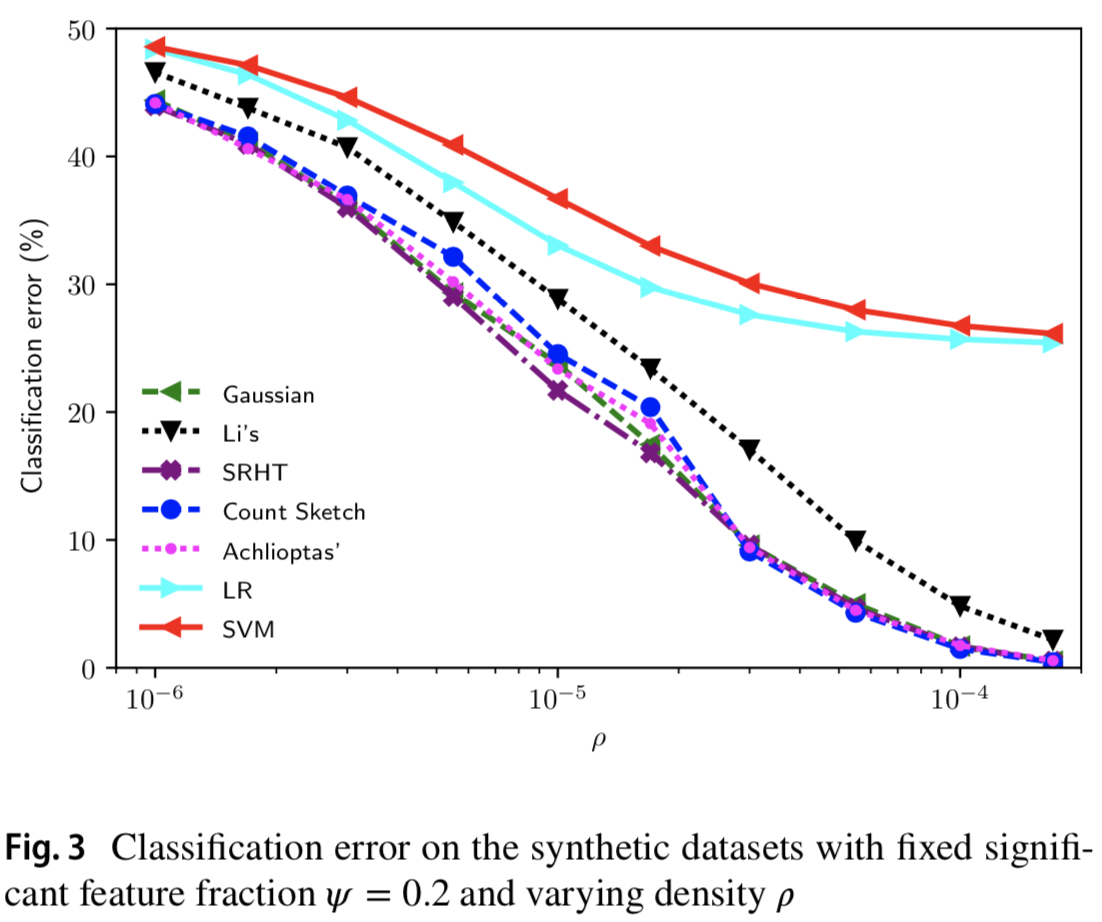 50
40
30
20
10
0
Classification error (%)
Gaussian
Li's
SRHT
Count Sketch
Achlioptas'
LR
SVM
10⁻⁶ 10⁻⁵ 10⁻⁴
ρ
Fig. 3 Classification error on the synthetic datasets with fixed signifi-
cant feature fraction ψ = 0.2 and varying density ρ